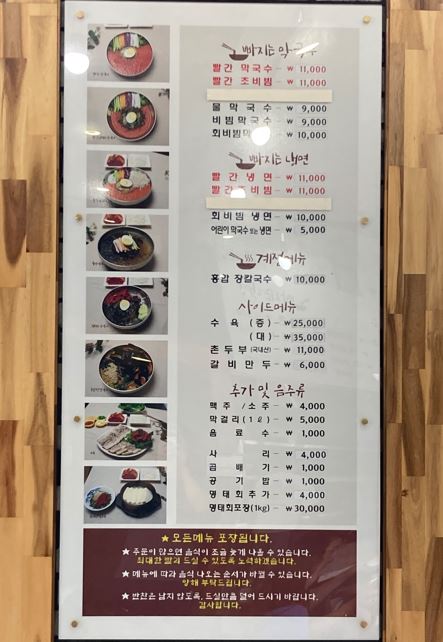 빠지는 막국수
빨간 막국수 - ₩ 11,000
빨간 조비빔 - ₩ 11,000
물막국수 - ₩ 9,000
비빔막국수 - ₩ 9,000
회비빔막국수 - ₩ 10,000
빠지는 냉면
빨간냉면 - ₩ 11,000
빨간조비빔 - ₩ 11,000
회비빔 냉면 - ₩ 10,000
어린이 막국수 또는 냉면 ₩ 5,000
계절메뉴
홍감 장칼국수 - ₩ 10,000
사이드메뉴
수육 (중) - ₩ 25,000
(대) - ₩ 35,000
촌두부 (국내산) - ₩ 11,000
갈비만두 - ₩ 6,000
추가 및 음주류
맥주 / 소주 - ₩ 4,000
막걸리(1ℓ) - ₩ 5,000
음료수 - ₩ 1,000
사리 - ₩ 4,000
곱배기 - ₩ 1,000
공기밥 - ₩ 1,000
명태회추가 - ₩ 4,000
명태회포장(1kg) - ₩ 30,000
★ 모든메뉴 포장됩니다.
★ 주문이 많으면 음식이 조금 늦게 나올 수 있습니다.
최대한 빨리 드실 수 있도록 노력하겠습니다.
★ 메뉴에 따라 음식 나오는 순서가 바뀔 수 있습니다.
양해 부탁드립니다.
★ 반찬은 남지 않도록, 드실만큼 덜어 드시기 바랍니다.
감사합니다.